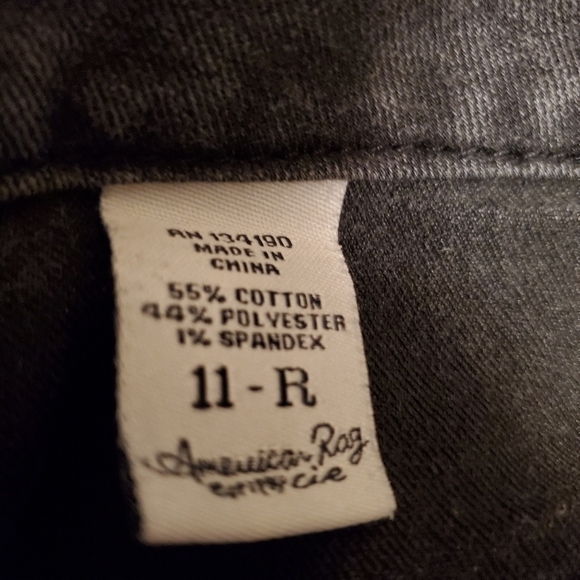 RN 134190
MADE IN
CHINA
55% COTTON
44% POLYESTER
1% SPANDEX
11-R
American Rag
cie